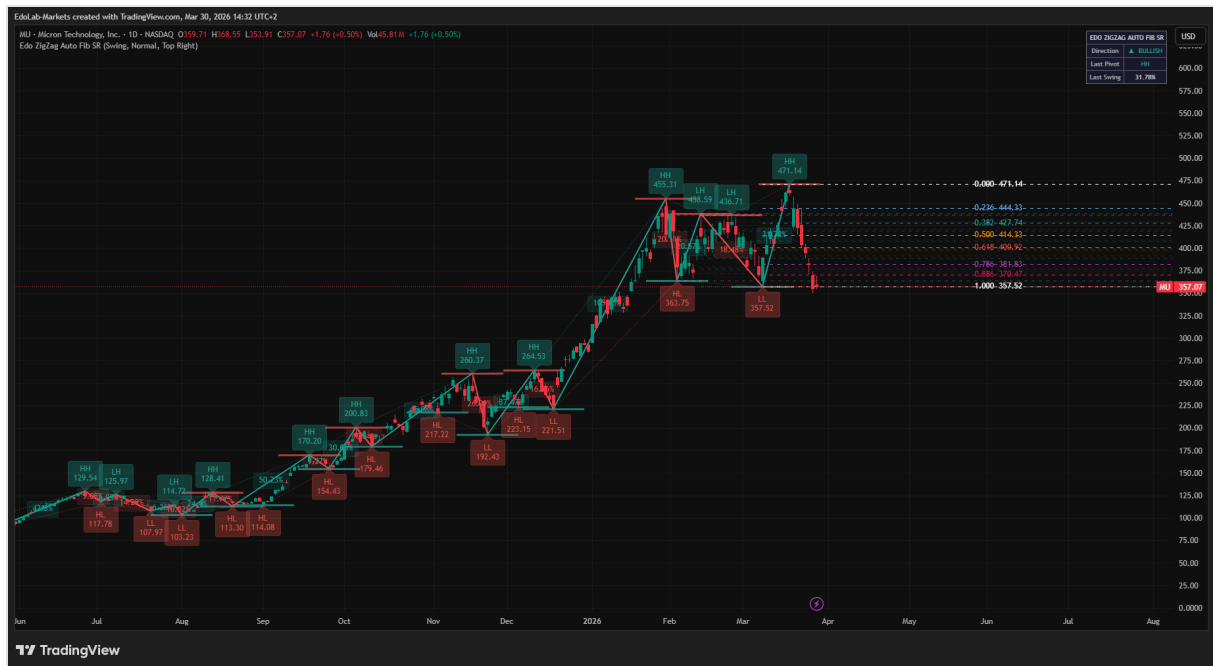 EdoLab-Markets created with TradingView.com, Mar 30, 2026 14:32 UTC+2
MU · Micron Technology, Inc. · 1D · NASDAQ O359.71 H368.55 L353.91 C357.07 +1.76 (+0.50%) Vol45.81M +1.76 (+0.50%)
Edo ZigZag Auto Fib SR (Swing, Normal, Top Right)
EDO ZIGZAG AUTO FIB SR
Direction ▲ BULLISH
Last Pivot HH
Last Swing 31.78%
USD
600.00
575.00
550.00
525.00
500.00
475.00
450.00
425.00
400.00
375.00
MU 357.07
325.00
300.00
275.00
250.00
225.00
200.00
175.00
150.00
125.00
100.00
75.00
50.00
25.00
0.0000
0.000 471.14
0.236 444.33
0.382 427.74
0.500 414.33
0.618 400.92
0.786 381.83
0.886 370.47
1.000 357.52
HH
129.54
LH
125.97
HL
117.78
LL
107.97
LH
114.72
LL
103.23
HH
128.41
HL
113.30
HL
114.08
50.23%
HH
170.20
HL
154.43
HH
200.83
HL
179.46
HL
217.22
HH
260.37
LL
192.43
HL
223.15
HH
264.53
LL
221.51
HH
455.31
HL
363.75
LH
438.59
LH
436.71
LL
357.52
HH
471.14
Jun Jul Aug Sep Oct Nov Dec 2026 Feb Mar Apr May Jun Jul Aug
TradingView